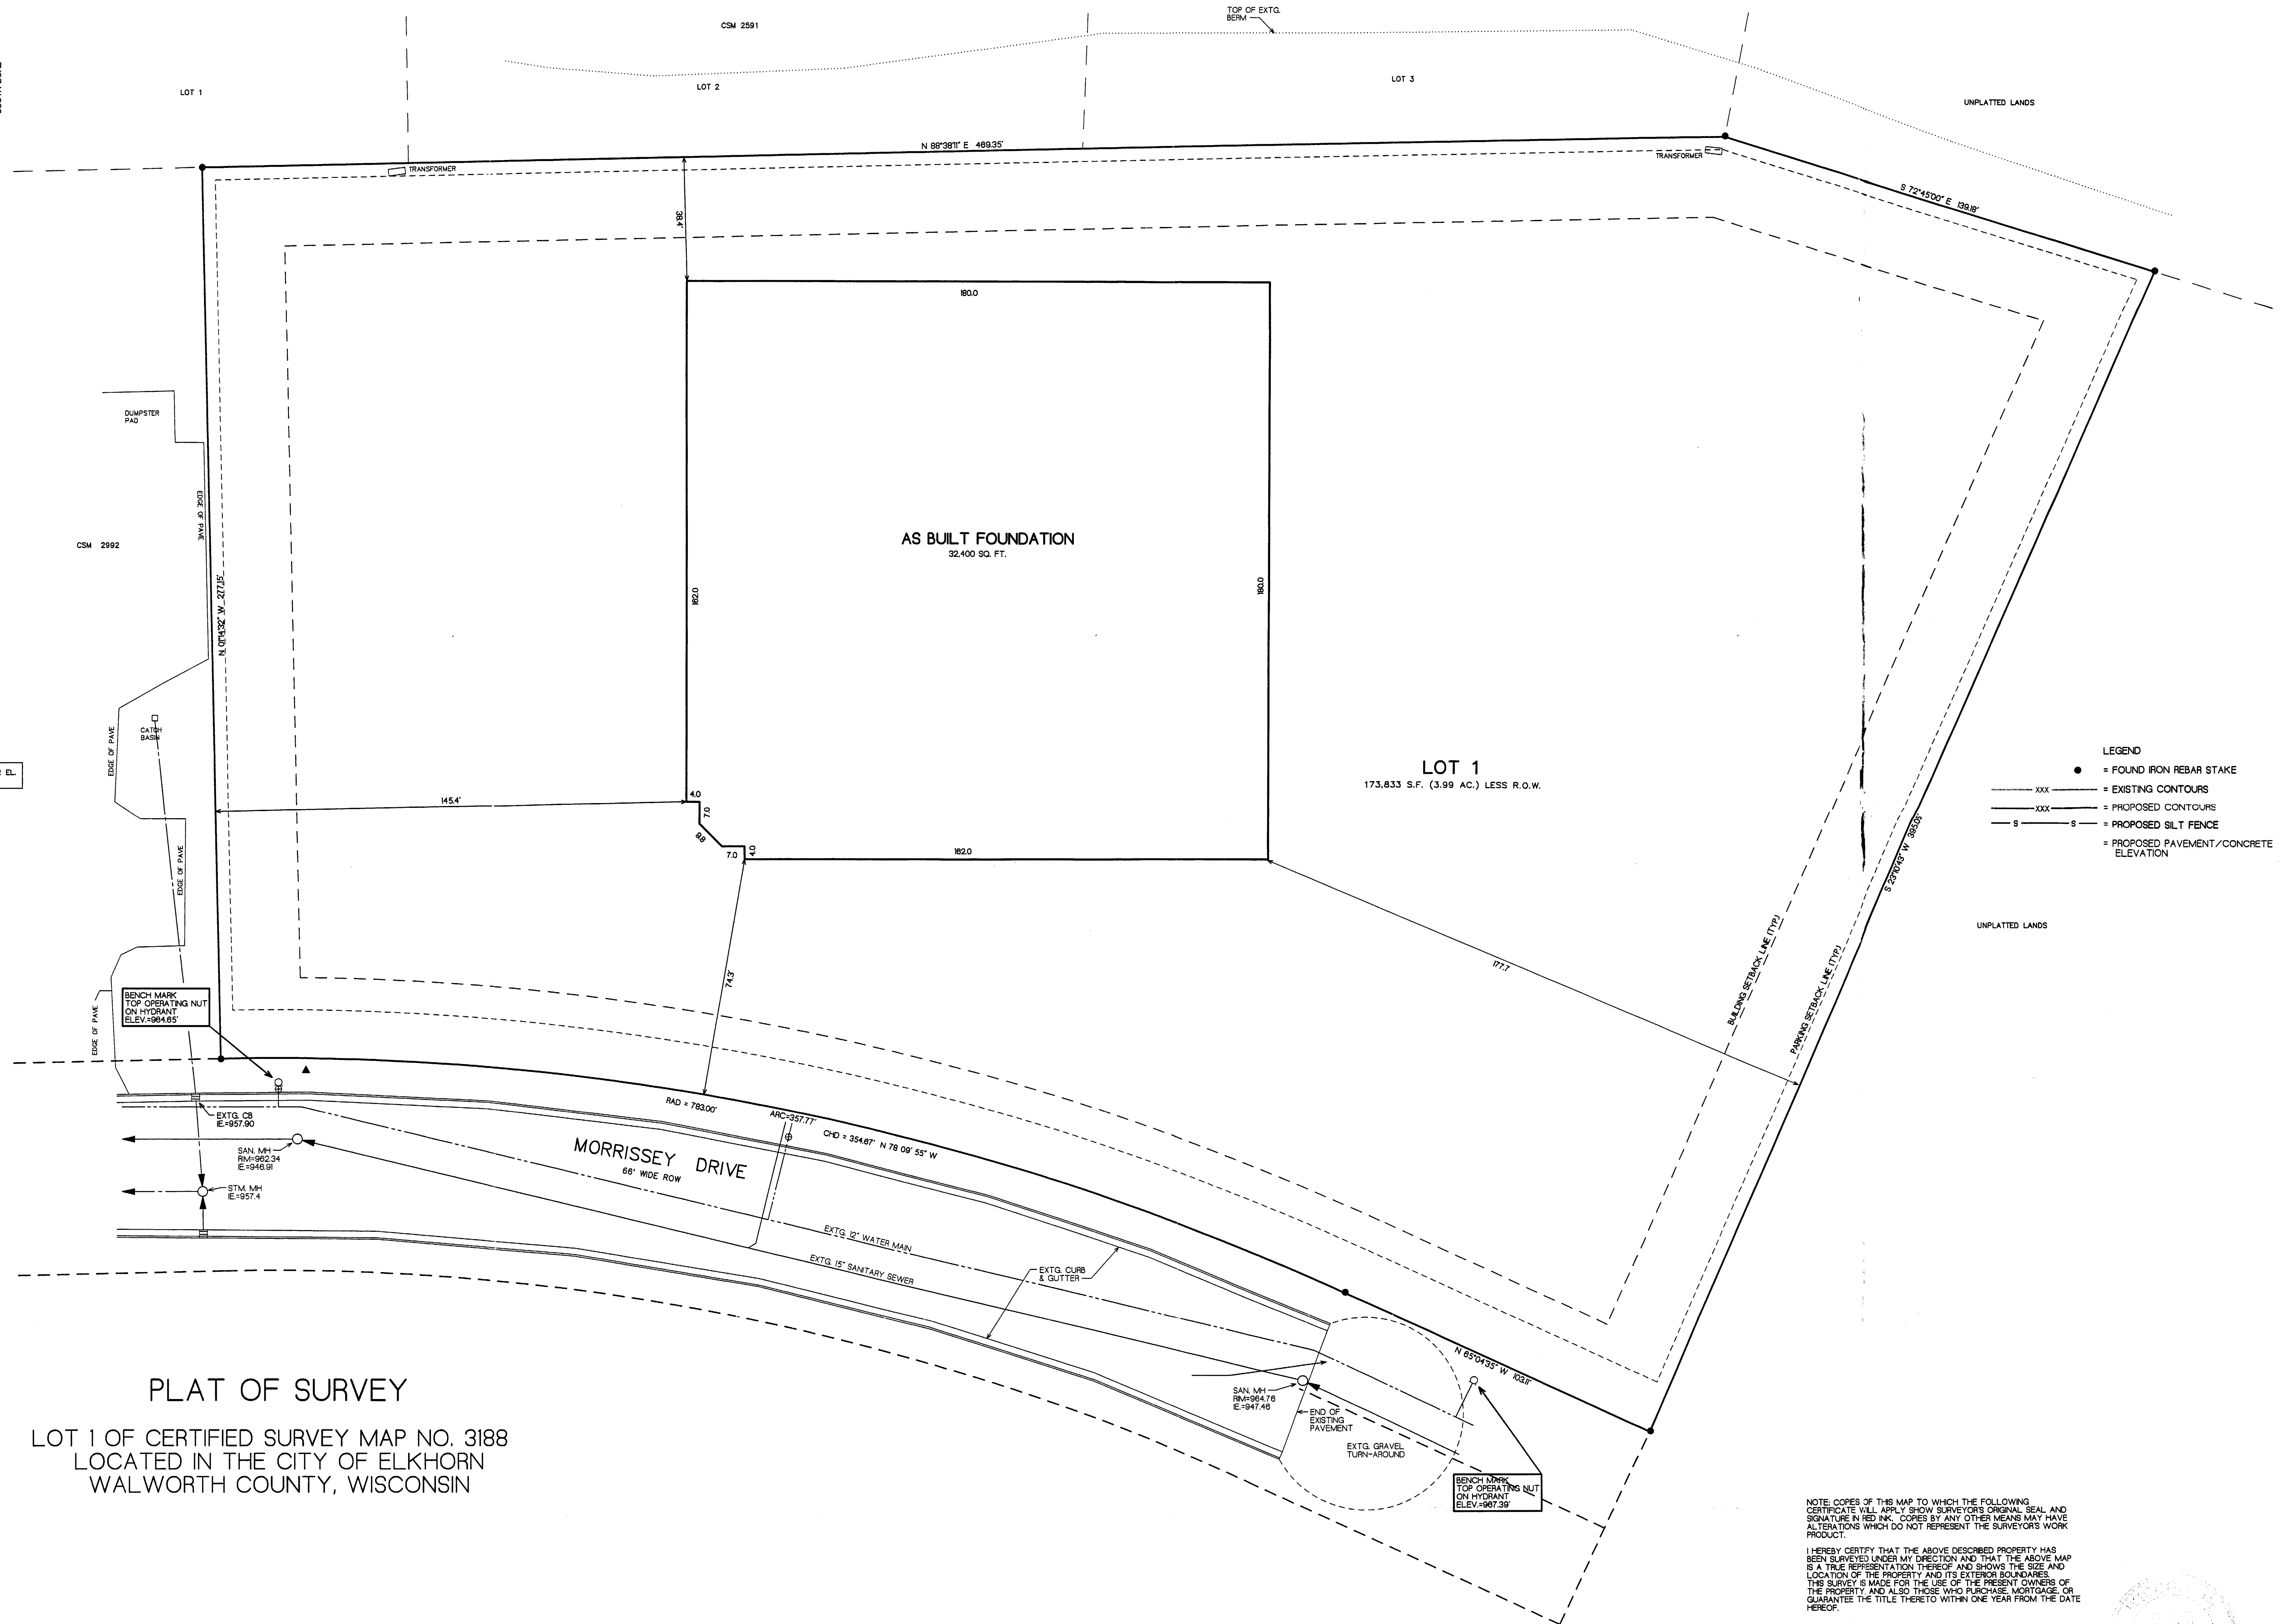 TOP OF EXTG.
BERM
CSM 2591
LOT 1
LOT 2
LOT 3
UNPLATTED LANDS
N 88°38'11" E 469.35'
TRANSFORMER
TRANSFORMER
S 72°45'00" E 139.18'
38.4'
180.0
DUMPSTER
PAD
EDGE OF PAVE
CSM 2992
N 01°14'32" W 277.15'
AS BUILT FOUNDATION
32,400 SQ. FT.
162.0
180.0
CATCH
BASIN
EDGE OF PAVE
EL.
LOT 1
173,833 S.F. (3.99 AC.) LESS R.O.W.
145.4'
4.0
7.0
9.8
7.0
4.0
162.0
EDGE OF PAVE
LEGEND
= FOUND IRON REBAR STAKE
XXX = EXISTING CONTOURS
XXX = PROPOSED CONTOURS
S S = PROPOSED SILT FENCE
= PROPOSED PAVEMENT/CONCRETE
ELEVATION
S 23°10'43" W 395.05'
UNPLATTED LANDS
177.7
74.3'
BUILDING SETBACK LINE (TYP.)
PARKING SETBACK LINE (TYP.)
BENCH MARK
TOP OPERATING NUT
ON HYDRANT
ELEV.=964.65'
EDGE OF PAVE
EXTG. CB
IE.=957.90
SAN. MH
RIM=962.34
IE.=946.91
STM. MH
IE.=957.4
RAD = 783.00'
ARC=357.77'
CHD = 354.67' N 78 09' 55" W
MORRISSEY DRIVE
66' WIDE ROW
EXTG. 12" WATER MAIN
EXTG. 15" SANITARY SEWER
EXTG. CURB
& GUTTER
N 65°04'35" W 103.11'
SAN. MH
RIM=964.76
IE.=947.46
END OF
EXISTING
PAVEMENT
EXTG. GRAVEL
TURN-AROUND
BENCH MARK
TOP OPERATING NUT
ON HYDRANT
ELEV.=967.39'
PLAT OF SURVEY
LOT 1 OF CERTIFIED SURVEY MAP NO. 3188
LOCATED IN THE CITY OF ELKHORN
WALWORTH COUNTY, WISCONSIN
NOTE: COPIES OF THIS MAP TO WHICH THE FOLLOWING
CERTIFICATE WILL APPLY SHOW SURVEYOR'S ORIGINAL SEAL AND
SIGNATURE IN RED INK. COPIES BY ANY OTHER MEANS MAY HAVE
ALTERATIONS WHICH DO NOT REPRESENT THE SURVEYOR'S WORK
PRODUCT.
I HEREBY CERTIFY THAT THE ABOVE DESCRIBED PROPERTY HAS
BEEN SURVEYED UNDER MY DIRECTION AND THAT THE ABOVE MAP
IS A TRUE REPRESENTATION THEREOF AND SHOWS THE SIZE AND
LOCATION OF THE PROPERTY AND ITS EXTERIOR BOUNDARIES.
THIS SURVEY IS MADE FOR THE USE OF THE PRESENT OWNERS OF
THE PROPERTY, AND ALSO THOSE WHO PURCHASE, MORTGAGE, OR
GUARANTEE THE TITLE THERETO WITHIN ONE YEAR FROM THE DATE
HEREOF.